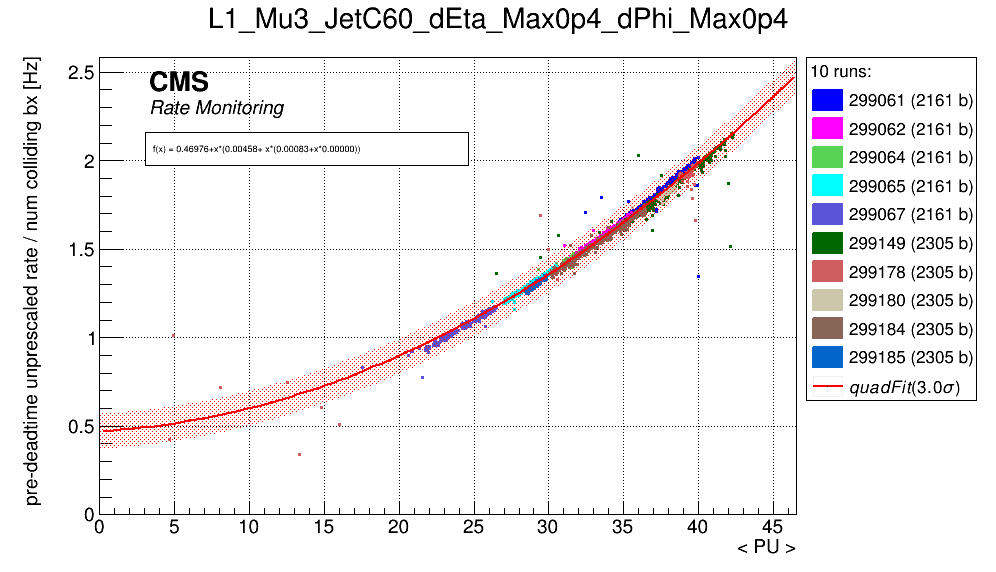 L1_Mu3_JetC60_dEta_Max0p4_dPhi_Max0p4
pre-deadtime unprescaled rate / num colliding bx [Hz]
2.5
2
1.5
1
0.5
0
CMS
Rate Monitoring
f(x) = 0.46976+x*(0.00458+ x*(0.00083+x*0.00000))
0 5 10 15 20 25 30 35 40 45
< PU >
10 runs:
299061 (2161 b)
299062 (2161 b)
299064 (2161 b)
299065 (2161 b)
299067 (2161 b)
299149 (2305 b)
299178 (2305 b)
299180 (2305 b)
299184 (2305 b)
299185 (2305 b)
quadFit(3.0σ)